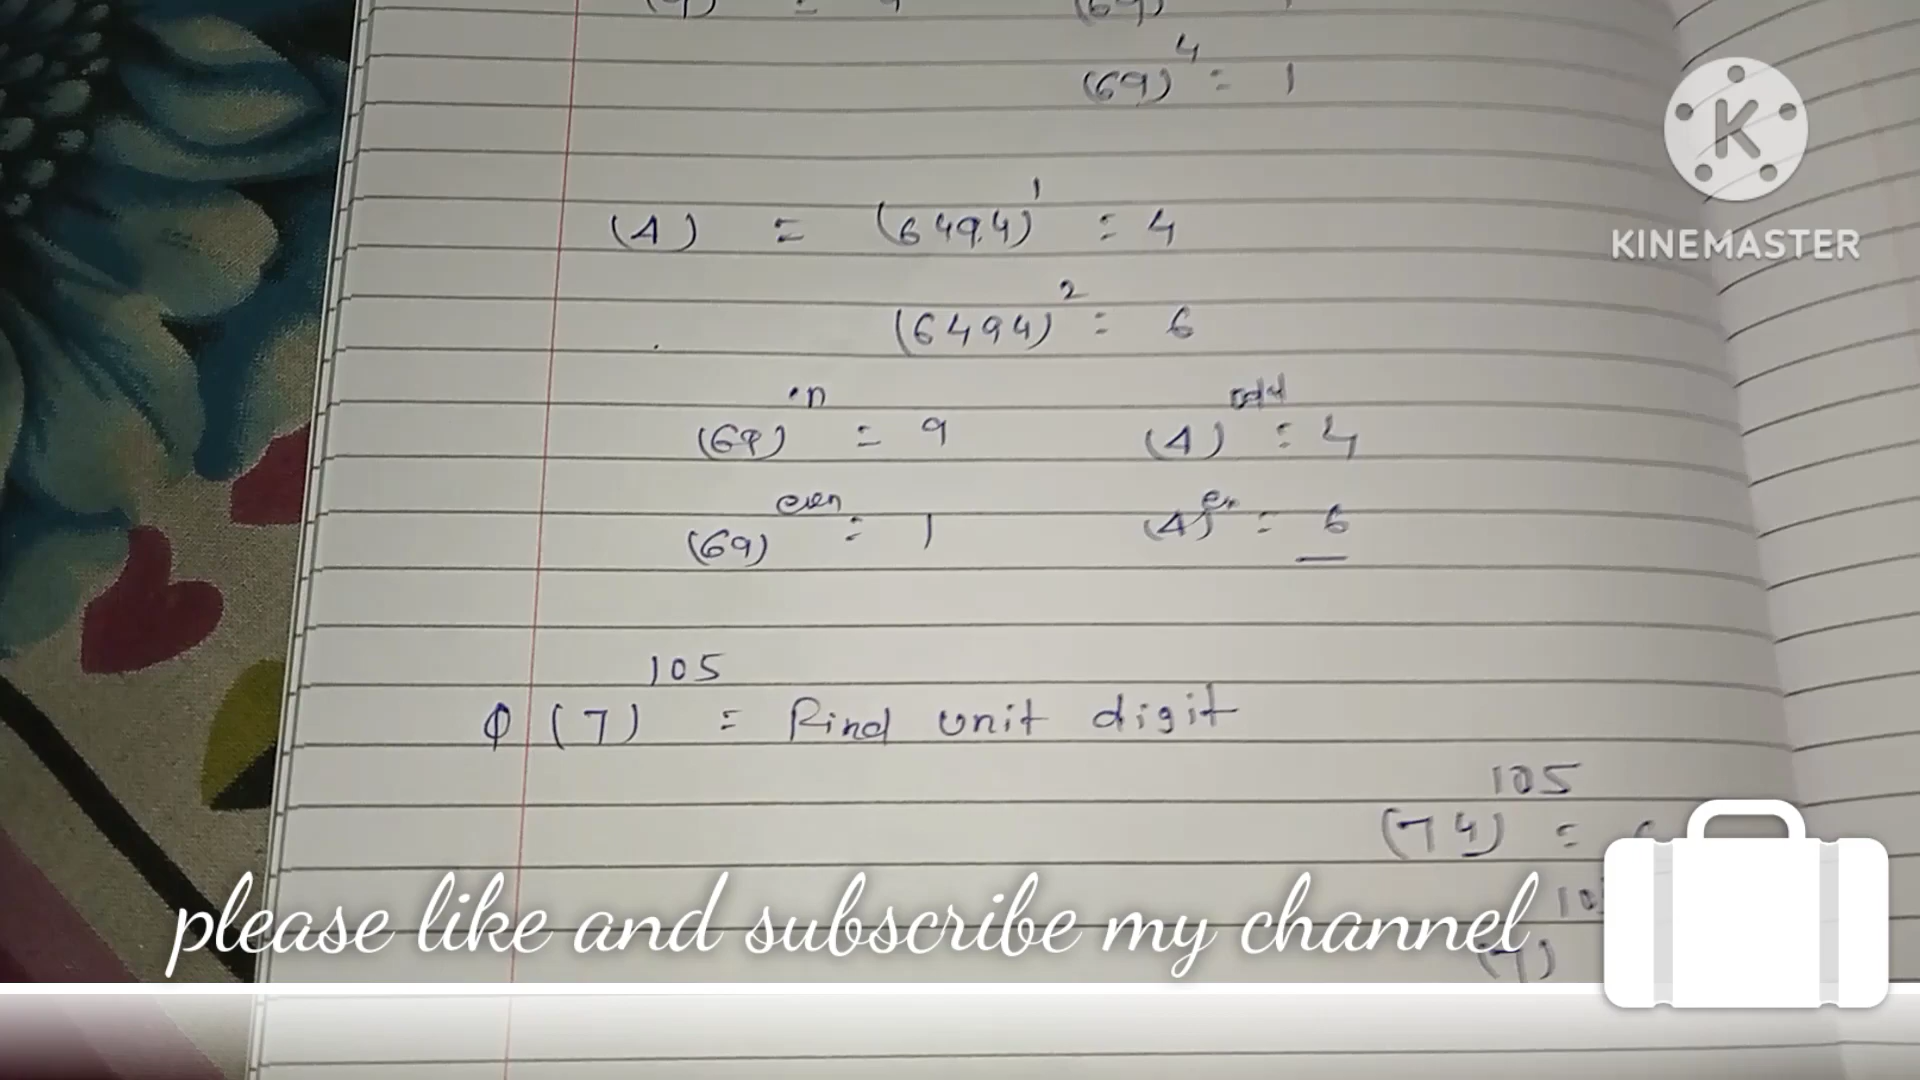 (69)⁴ = 1
(4) = (6494)¹ = 4
(6494)² = 6
(69)ⁿ = 9 (4)ᵒᵈᵈ = 4
(69)ᵉᵛᵉⁿ = 1 (4) = 6
Q (7)¹⁰⁵ = Find unit digit
(74)¹⁰⁵ =
(7)
please like and subscribe my channel
K
KINEMASTER